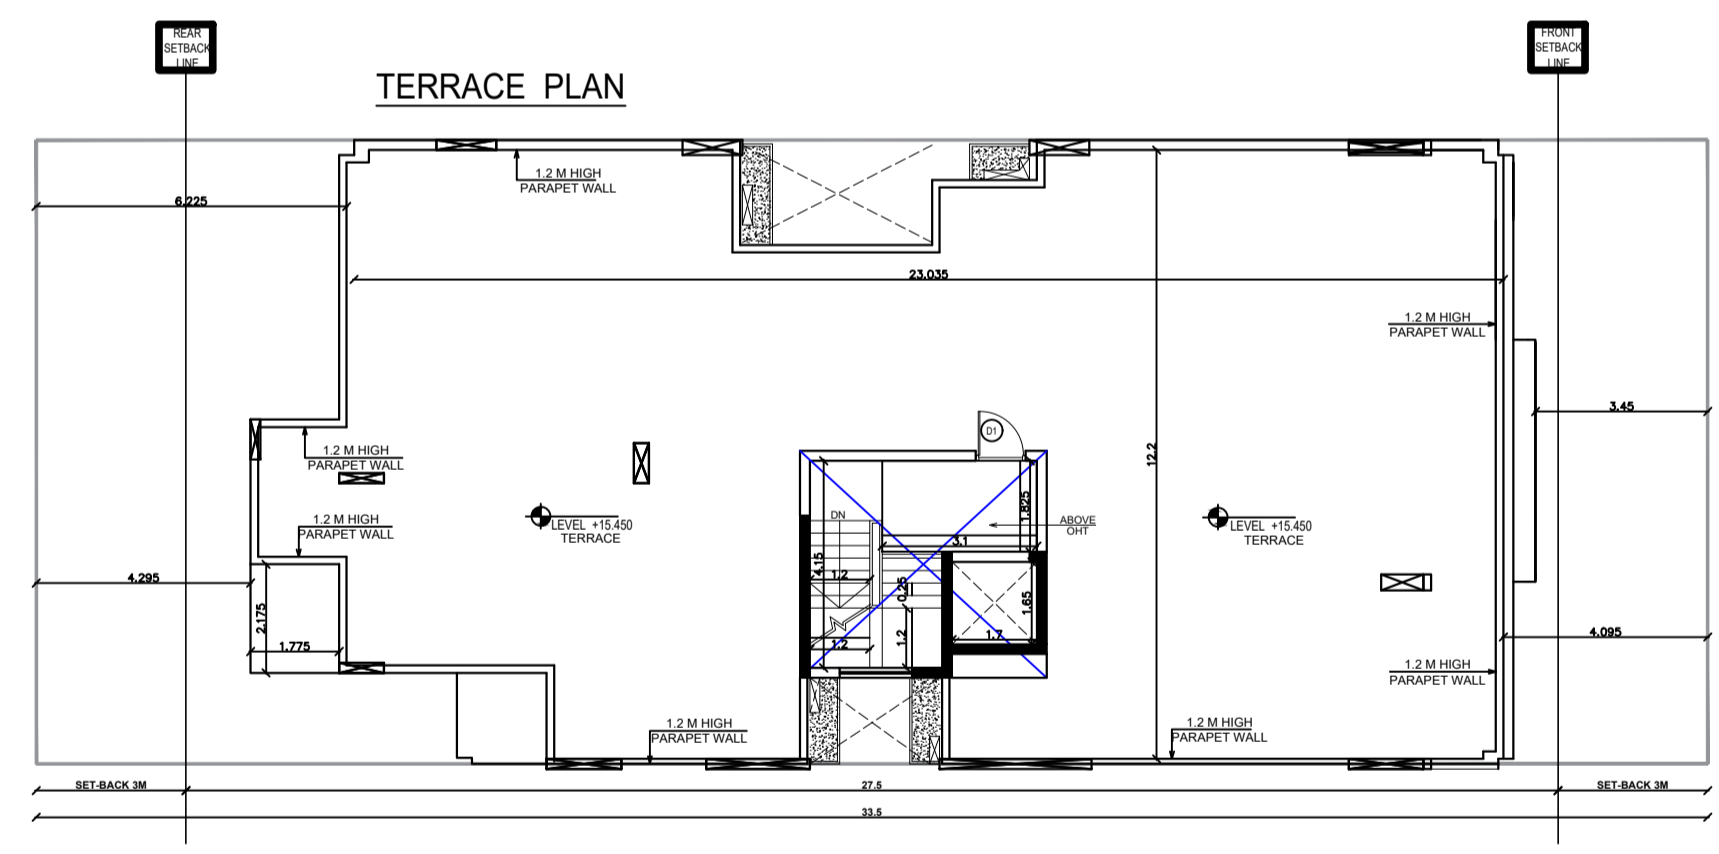 REAR
SETBACK
LINE
FRONT
SETBACK
LINE
TERRACE PLAN
1.2 M HIGH
PARAPET WALL
6.225
23.035
1.2 M HIGH
PARAPET WALL
3.45
D1
1.2 M HIGH
PARAPET WALL
12.2
1.825
DN
ABOVE
OHT
LEVEL +15.450
TERRACE
LEVEL +15.450
TERRACE
1.2 M HIGH
PARAPET WALL
3.1
4.15
1.2
0.25
1.65
4.295
2.175
1.775
1.2
1.2
1.7
4.095
1.2 M HIGH
PARAPET WALL
1.2 M HIGH
PARAPET WALL
1.2 M HIGH
PARAPET WALL
SET-BACK 3M
27.5
SET-BACK 3M
33.5